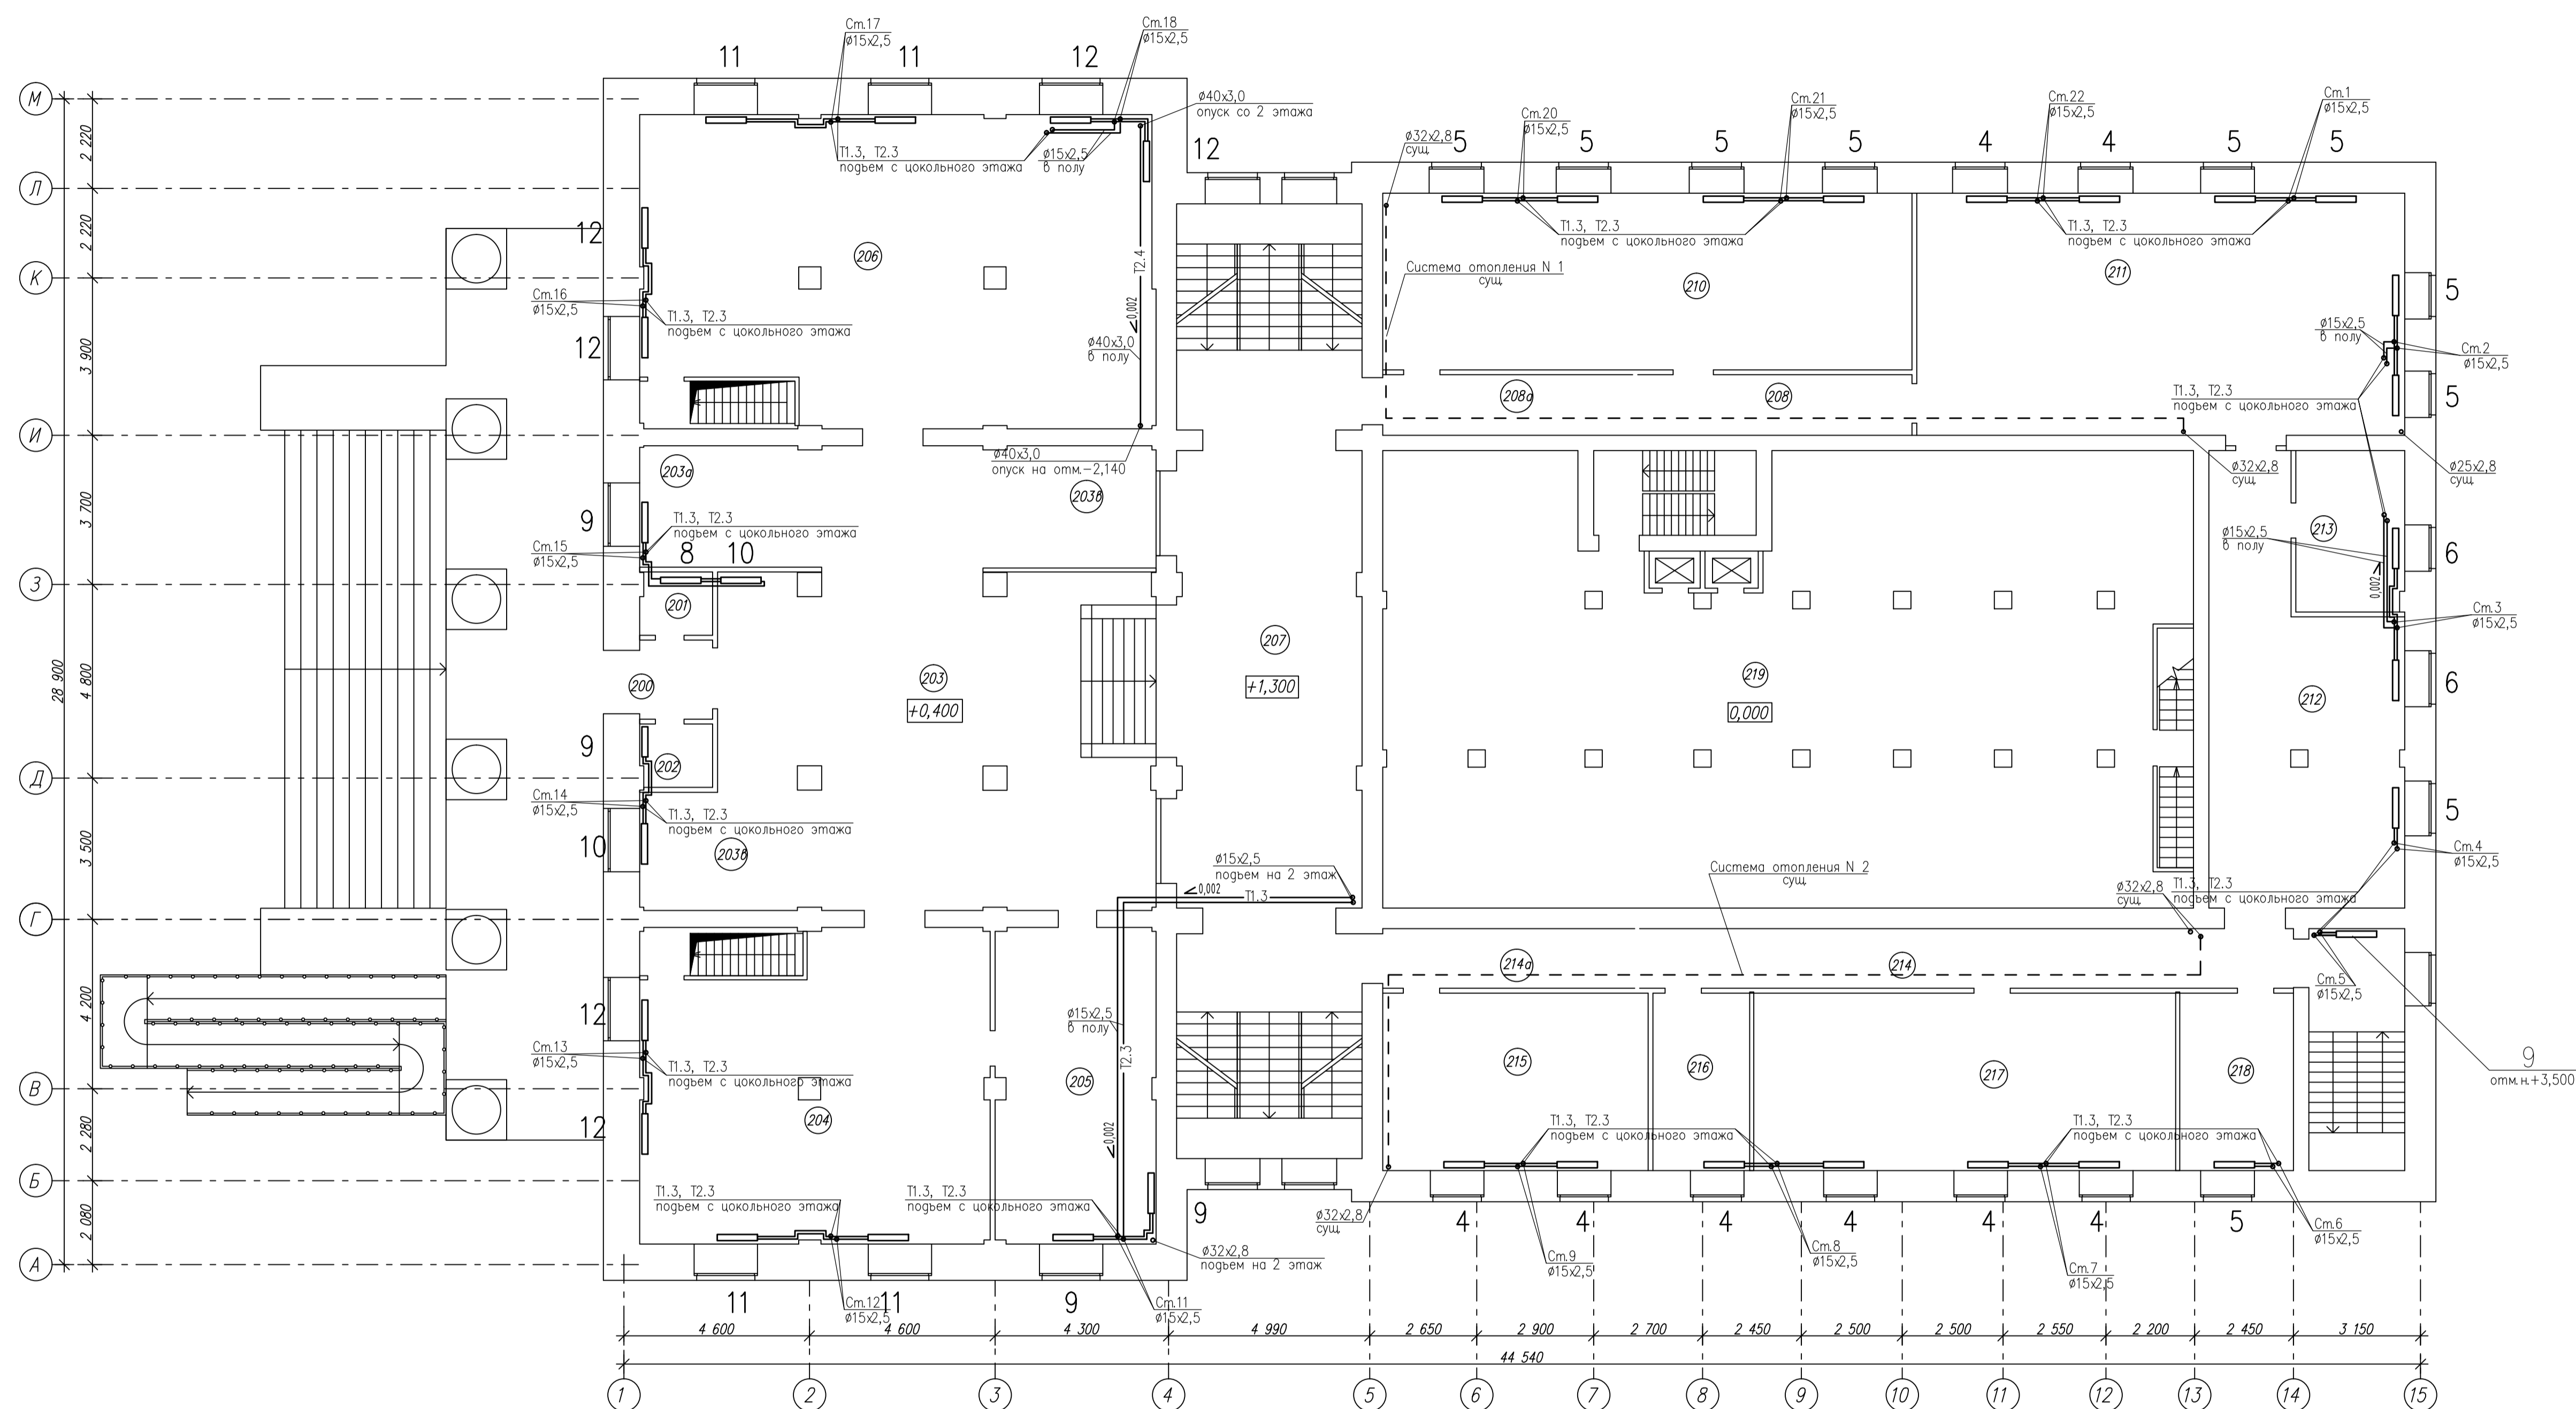 Ст.17
ø15х2,5
Ст.18
ø15х2,5
11
11
12
ø40х3,0
опуск со 2 этажа
12
Т1.3, Т2.3
подъем с цокольного этажа
ø15х2,5
в полу
ø32х2,8
сущ.
Ст.20
ø15х2,5
Ст.21
ø15х2,5
Ст.22
ø15х2,5
Ст.1
ø15х2,5
5
5
5
5
4
4
5
5
Т1.3, Т2.3
подъем с цокольного этажа
Т1.3, Т2.3
подъем с цокольного этажа
М
Л
К
И
З
Д
Г
В
Б
А
2 220
2 220
3 900
3 700
4 800
3 500
4 200
2 280
2 080
28 900
12
206
Ст.16
ø15х2,5
Т1.3, Т2.3
подъем с цокольного этажа
12
Т2.4
0,002
ø40х3,0
в полу
ø40х3,0
опуск на отм.-2,140
Система отопления N 1
сущ.
210
211
208а
208
5
ø15х2,5
в полу
Ст.2
ø15х2,5
5
Т1.3, Т2.3
подъем с цокольного этажа
ø32х2,8
сущ.
ø25х2,8
сущ.
203а
203в
9
Т1.3, Т2.3
подъем с цокольного этажа
Ст.15
ø15х2,5
8
10
201
213
ø15х2,5
в полу
0,002
6
Ст.3
ø15х2,5
6
200
203
+0,400
207
+1,300
219
0,000
212
9
202
Ст.14
ø15х2,5
Т1.3, Т2.3
подъем с цокольного этажа
10
203в
5
Ст.4
ø15х2,5
Т1.3, Т2.3
подъем с цокольного этажа
ø15х2,5
подъем на 2 этаж
0,002
Т1.3
Система отопления N 2
сущ.
ø32х2,8
сущ.
214а
214
Ст.5
ø15х2,5
9
отм.н.+3,500
12
Ст.13
ø15х2,5
Т1.3, Т2.3
подъем с цокольного этажа
12
204
205
ø15х2,5
в полу
Т2.3
0,002
215
216
217
218
Т1.3, Т2.3
подъем с цокольного этажа
Т1.3, Т2.3
подъем с цокольного этажа
Т1.3, Т2.3
подъем с цокольного этажа
Т1.3, Т2.3
подъем с цокольного этажа
9
ø32х2,8
сущ.
ø32х2,8
подъем на 2 этаж
4
4
4
4
4
4
5
Ст.9
ø15х2,5
Ст.8
ø15х2,5
Ст.7
ø15х2,5
Ст.6
ø15х2,5
11
Ст.12
ø15х2,5
11
9
Ст.11
ø15х2,5
4 600
4 600
4 300
4 990
2 650
2 900
2 700
2 450
2 500
2 500
2 550
2 200
2 450
3 150
44 540
1
2
3
4
5
6
7
8
9
10
11
12
13
14
15